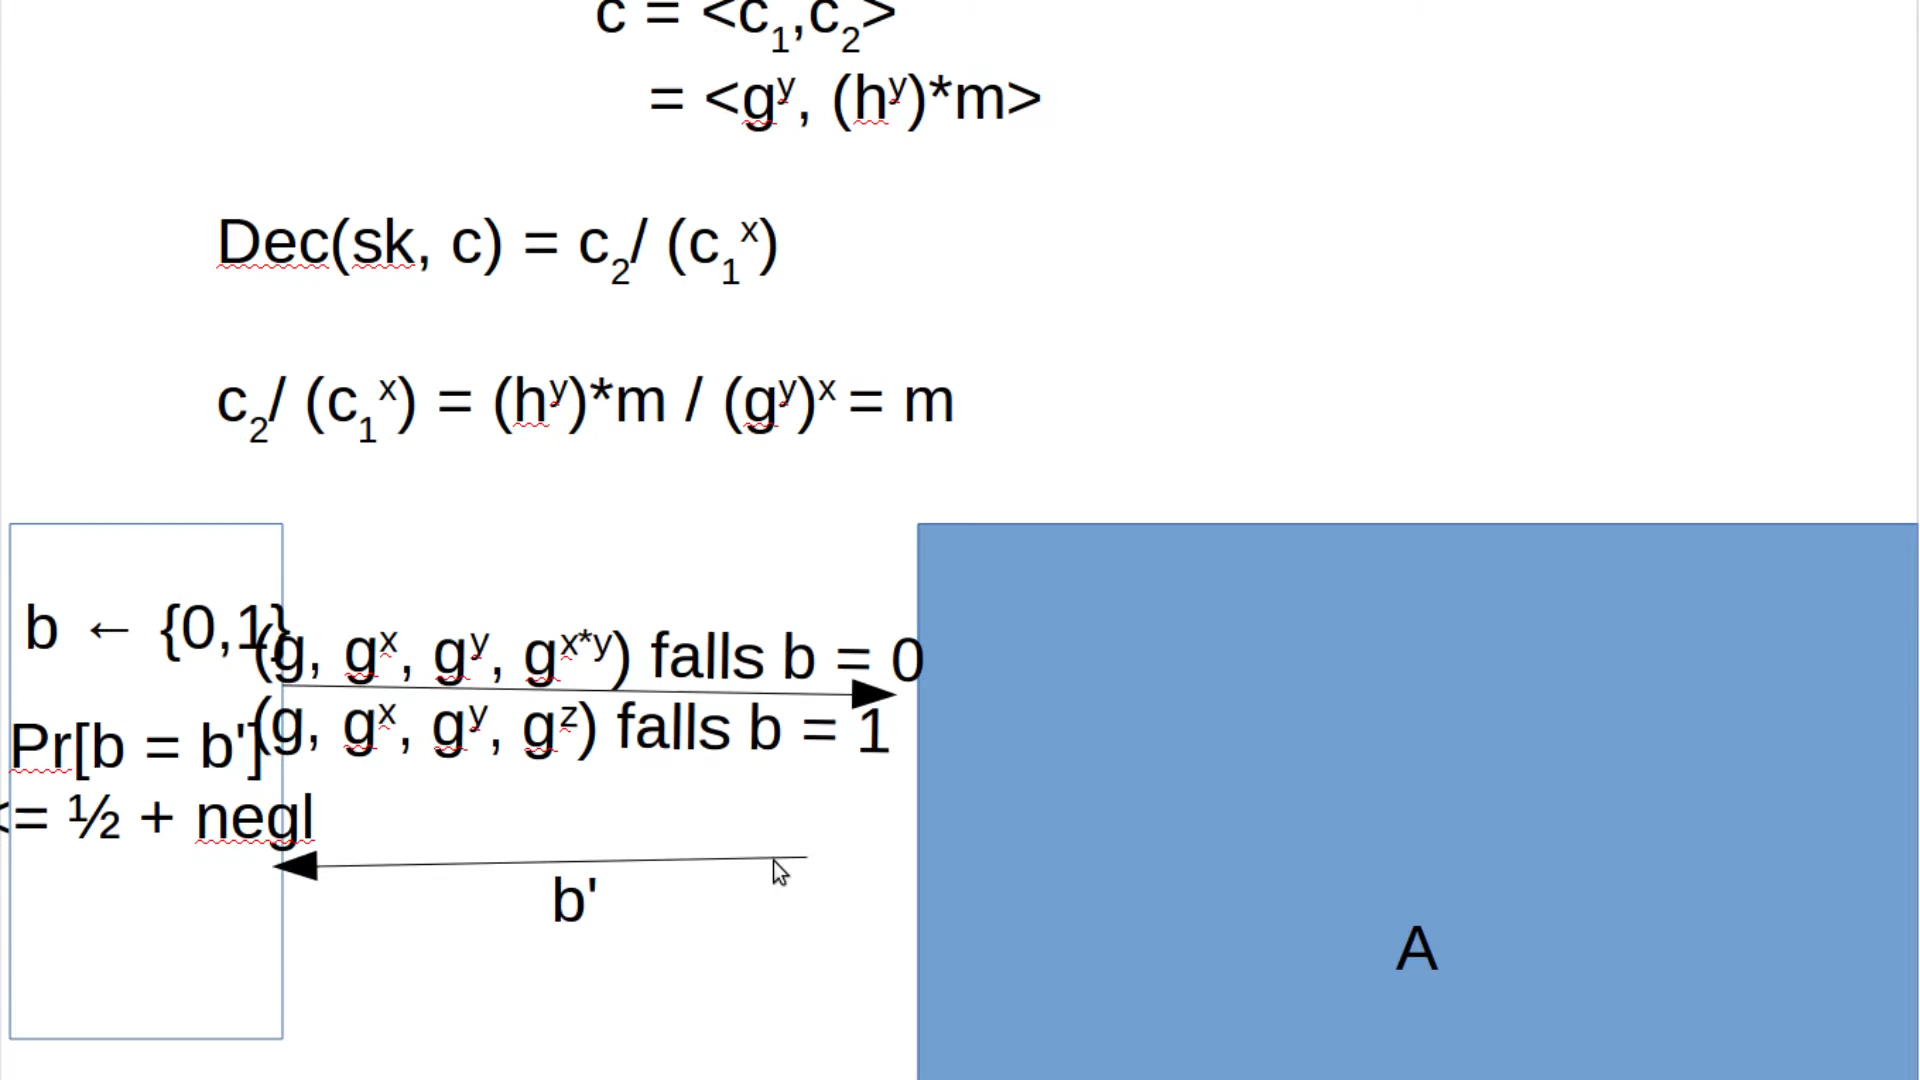 c = <c₁,c₂>
= <gʸ, (hʸ)*m>
Dec(sk, c) = c₂/ (c₁ˣ)
c₂/ (c₁ˣ) = (hʸ)*m / (gʸ)ˣ = m
b ← {0,1}
(g, gˣ, gʸ, gˣ*ʸ) falls b = 0
(g, gˣ, gʸ, gᶻ) falls b = 1
Pr[b = b']
<= ½ + negl
b'
A